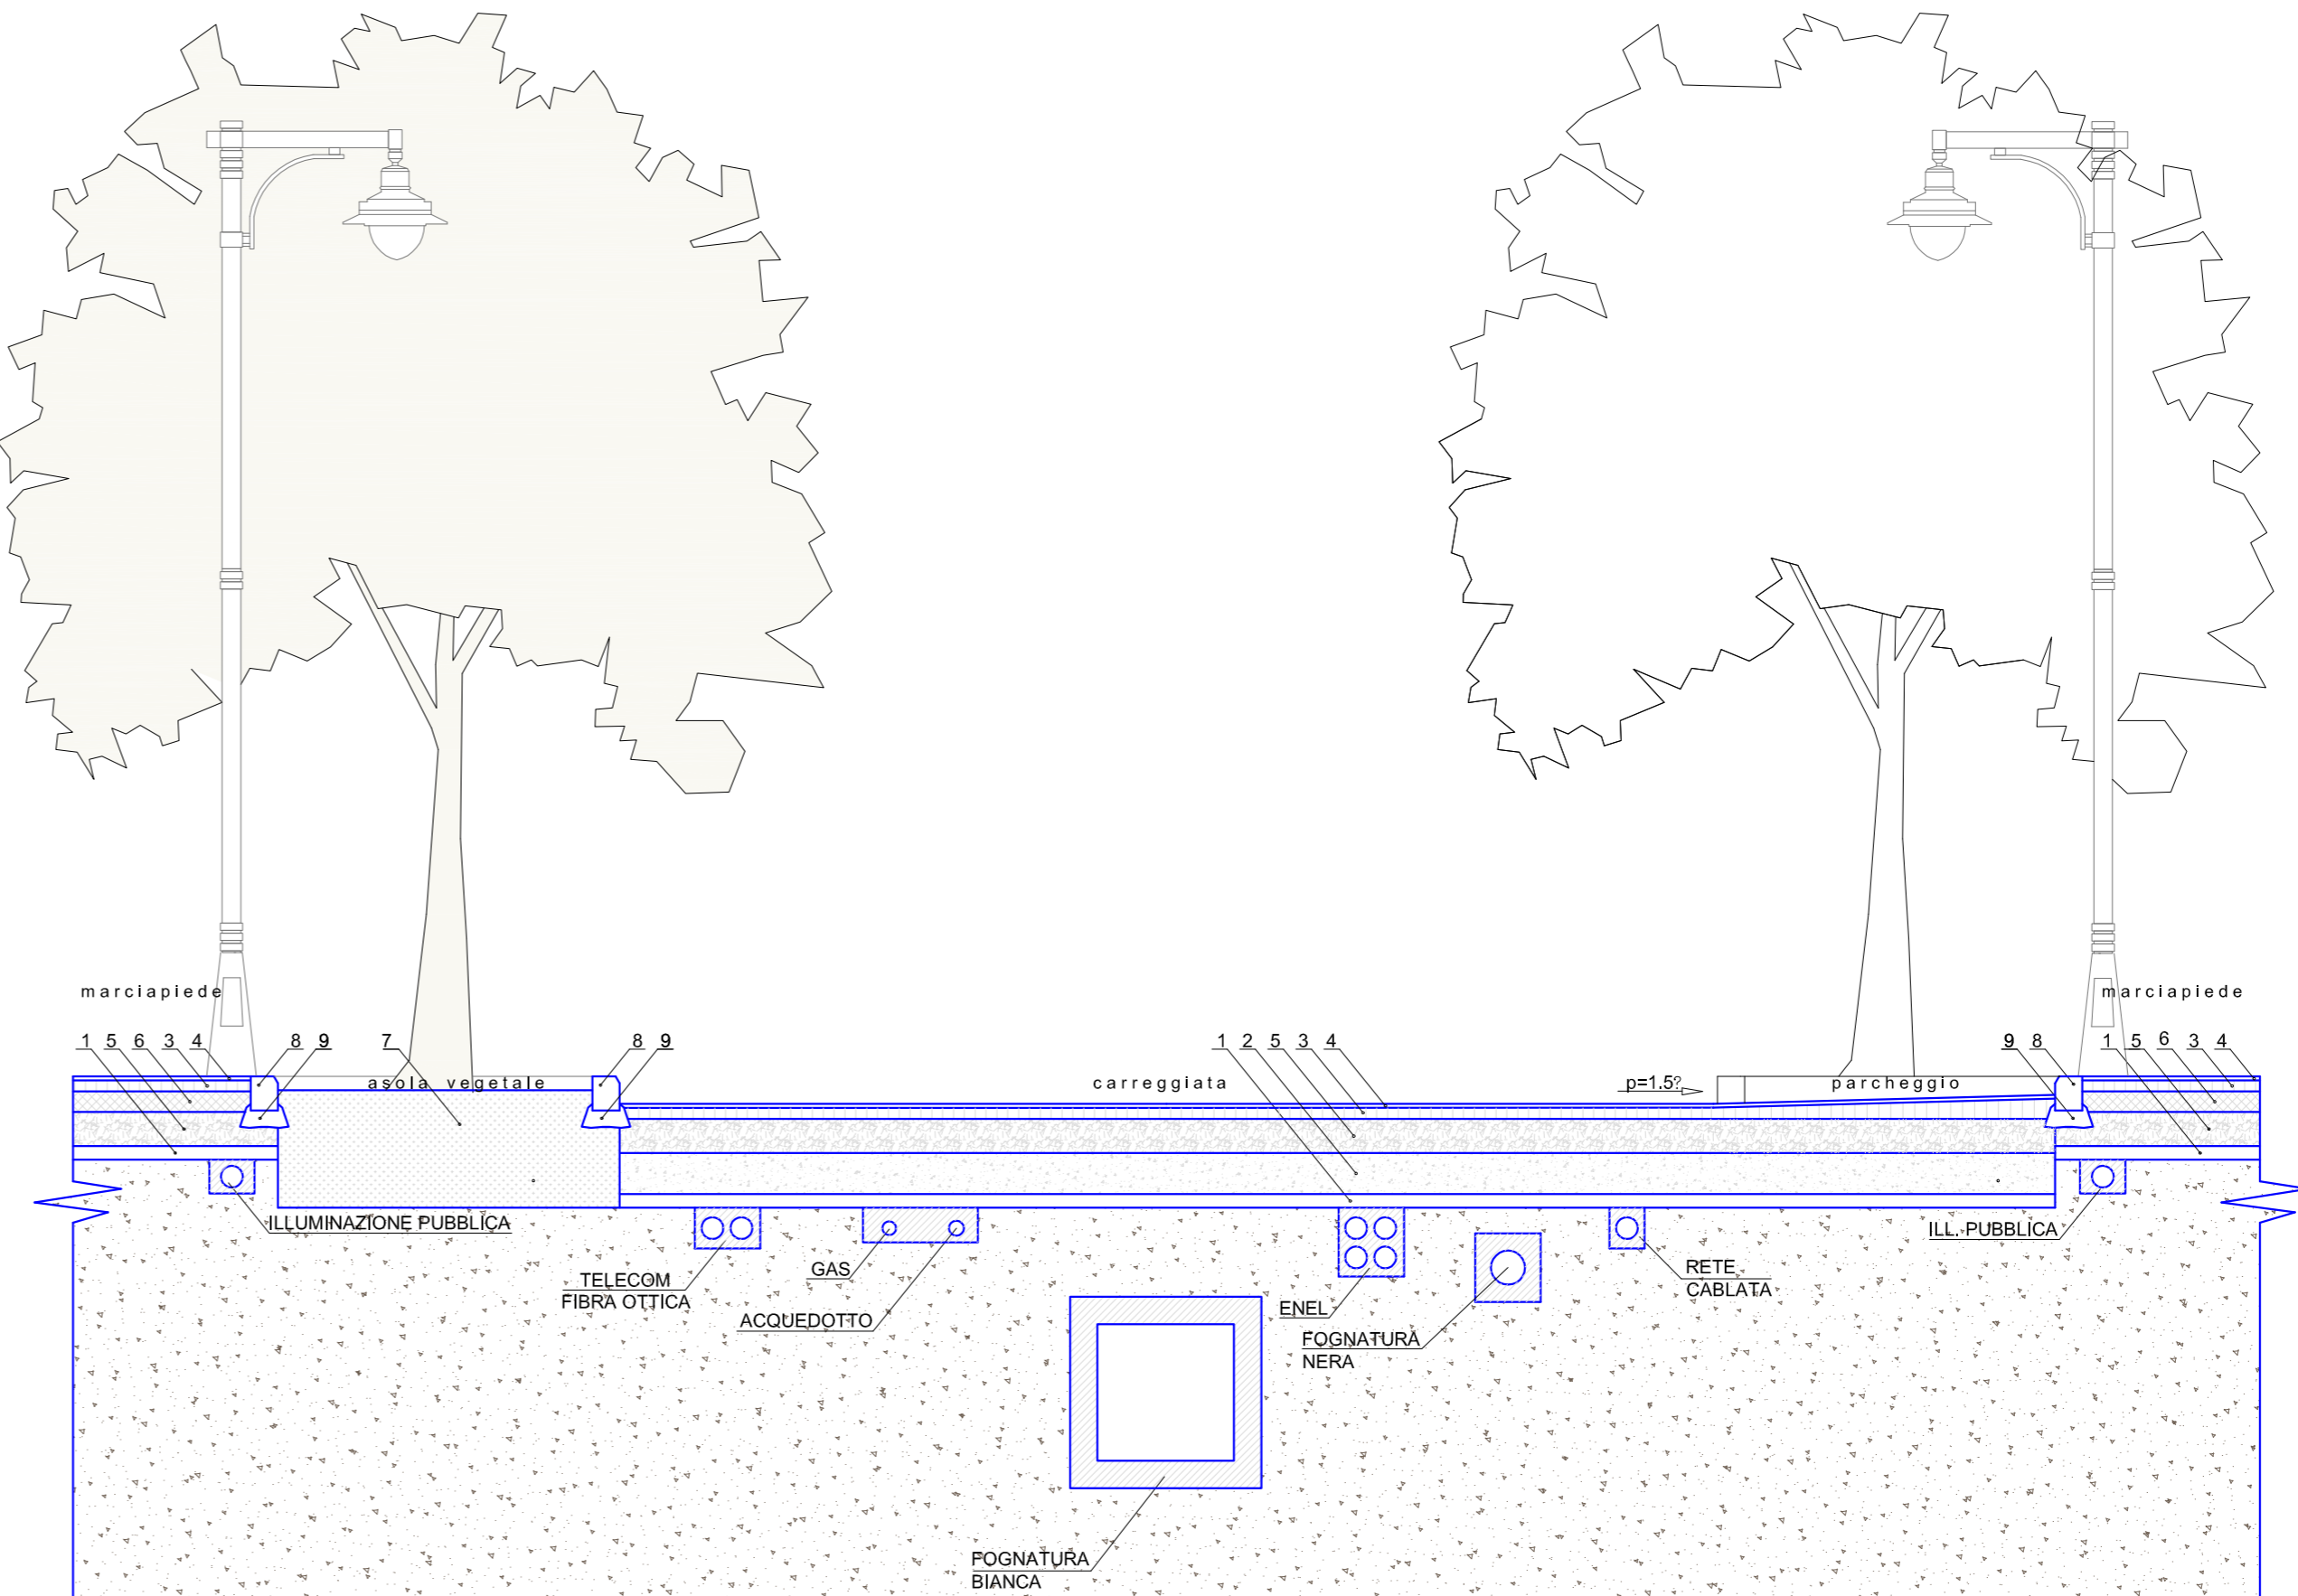 marciapiede
marciapiede
1 5 6 3 4 8 9 7 8 9 1 2 5 3 4 9 8 1 5 6 3 4
asola vegetale
carreggiata
p=1.5?
parcheggio
ILLUMINAZIONE PUBBLICA
ILL. PUBBLICA
TELECOM
FIBRA OTTICA
GAS
ACQUEDOTTO
ENEL
RETE
CABLATA
FOGNATURA
NERA
FOGNATURA
BIANCA